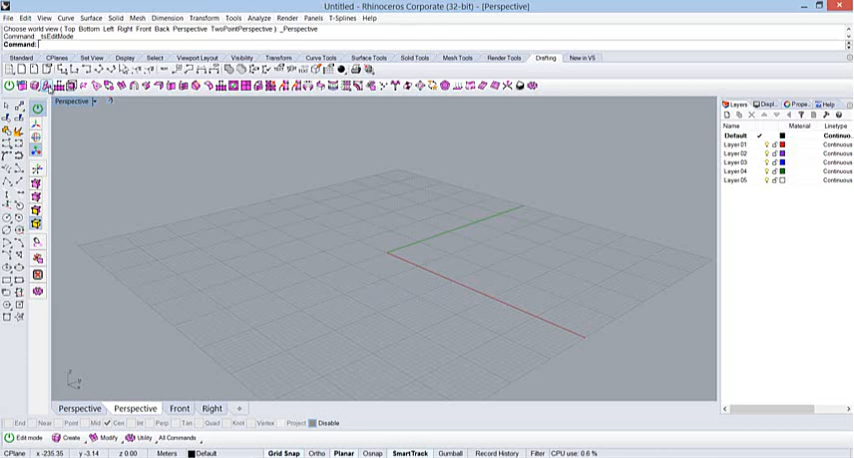 Untitled - Rhinoceros Corporate (32-bit) - [Perspective]
File Edit View Curve Surface Solid Mesh Dimension Transform Tools Analyze Render Panels T-Splines Help
Choose world view ( Top Bottom Left Right Front Back Perspective TwoPointPerspective ): _Perspective
Command: _tsEditMode
Command:
Standard CPlanes Set View Display Select Viewport Layout Visibility Transform Curve Tools Surface Tools Solid Tools Mesh Tools Render Tools Drafting New in V5
Perspective
Layers Displ... Prope... Help
Name Material Linetype
Default Continuo...
Layer 01 Continuous
Layer 02 Continuous
Layer 03 Continuous
Layer 04 Continuous
Layer 05 Continuous
Perspective Perspective Front Right
End Near Point Mid Cen Int Perp Tan Quad Knot Vertex Project Disable
Edit mode Create Modify Utility All Commands
CPlane x -235.35 y -3.14 z 0.00 Meters Default Grid Snap Ortho Planar Osnap SmartTrack Gumball Record History Filter CPU use: 0.6 %